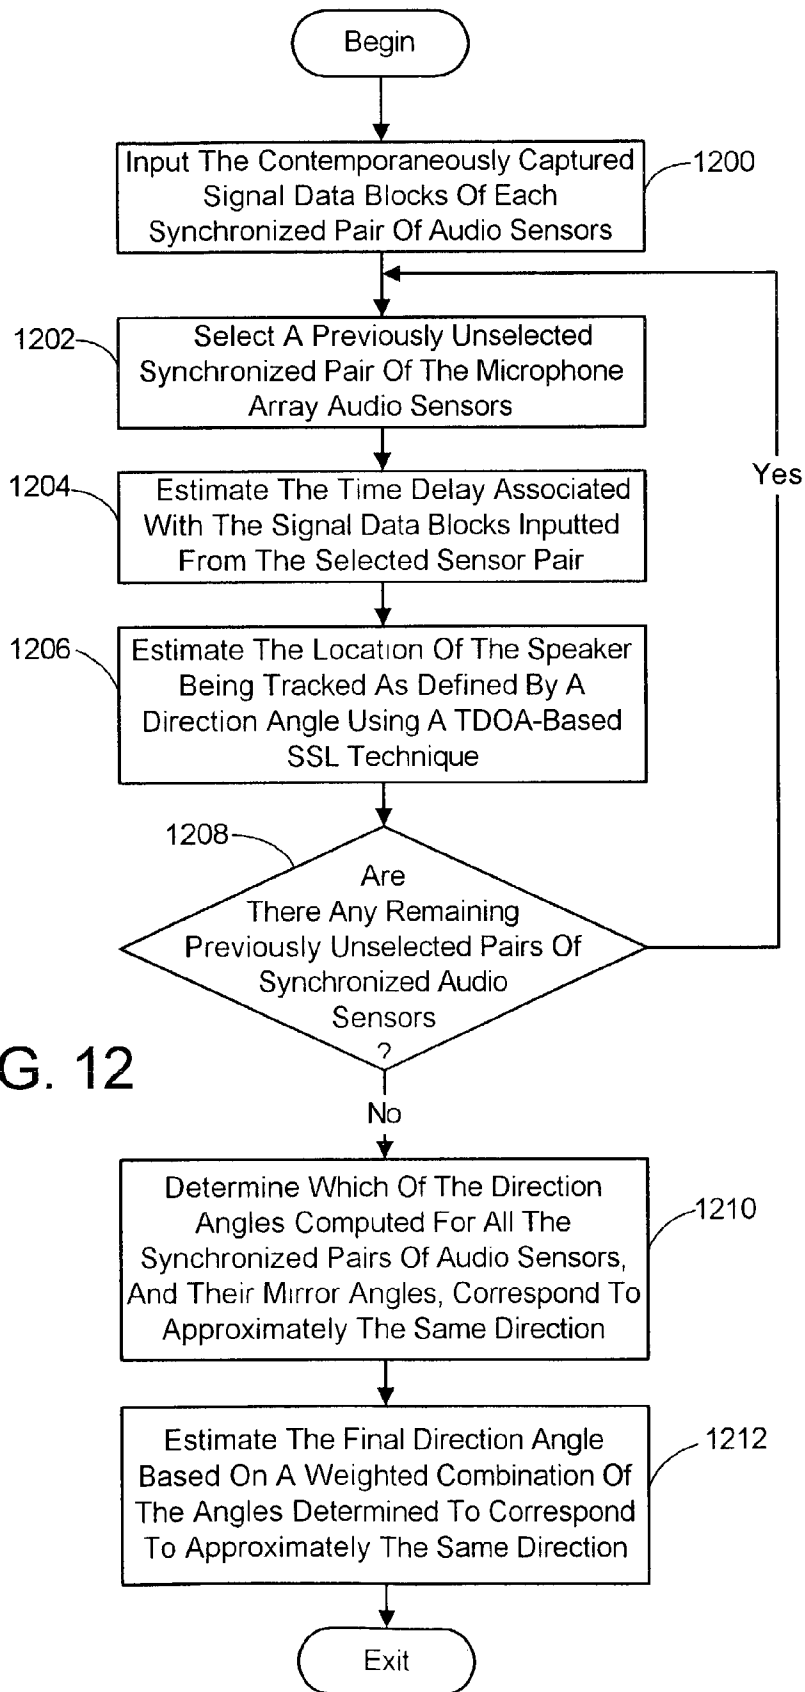 Begin
Input The Contemporaneously Captured
Signal Data Blocks Of Each
Synchronized Pair Of Audio Sensors
1200
1202
Select A Previously Unselected
Synchronized Pair Of The Microphone
Array Audio Sensors
Yes
1204
Estimate The Time Delay Associated
With The Signal Data Blocks Inputted
From The Selected Sensor Pair
1206
Estimate The Location Of The Speaker
Being Tracked As Defined By A
Direction Angle Using A TDOA-Based
SSL Technique
1208
Are
There Any Remaining
Previously Unselected Pairs Of
Synchronized Audio
Sensors
?
G. 12
No
Determine Which Of The Direction
Angles Computed For All The
Synchronized Pairs Of Audio Sensors,
And Their Mirror Angles, Correspond To
Approximately The Same Direction
1210
Estimate The Final Direction Angle
Based On A Weighted Combination Of
The Angles Determined To Correspond
To Approximately The Same Direction
1212
Exit